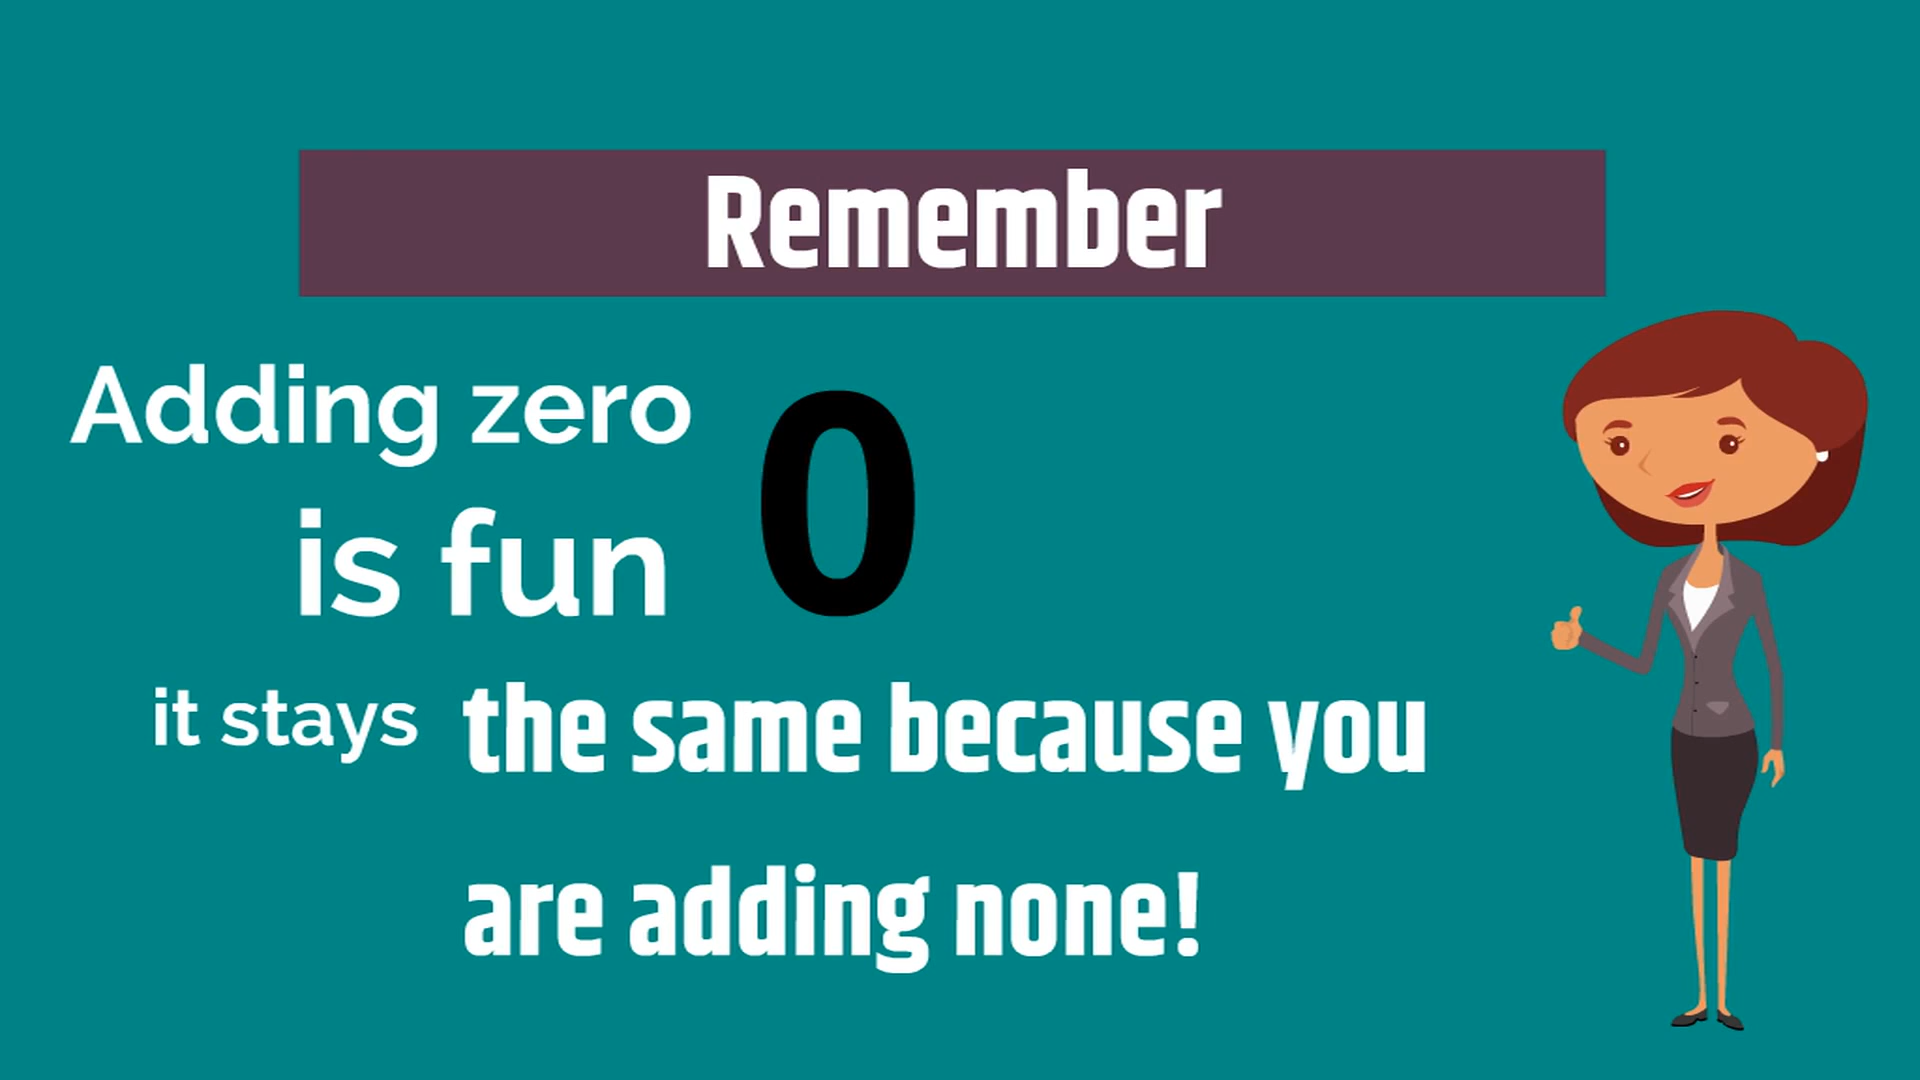 Remember
Adding zero
is fun
0
it stays the same because you
are adding none!